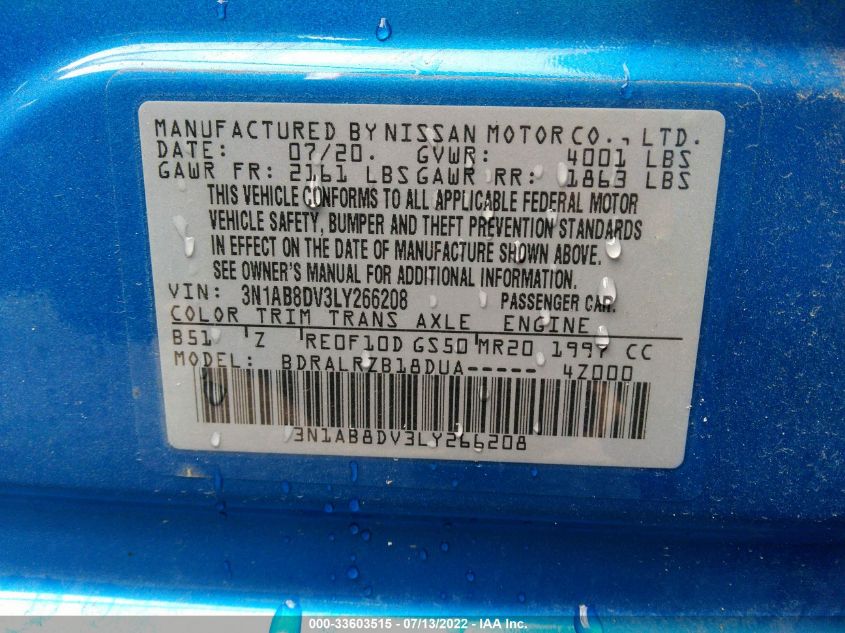 MANUFACTURED BY NISSAN MOTOR CO., LTD.
DATE: 07/20. GVWR: 4001 LBS
GAWR FR: 2161 LBS GAWR RR: 1863 LBS
THIS VEHICLE CONFORMS TO ALL APPLICABLE FEDERAL MOTOR
VEHICLE SAFETY, BUMPER AND THEFT PREVENTION STANDARDS
IN EFFECT ON THE DATE OF MANUFACTURE SHOWN ABOVE.
SEE OWNER'S MANUAL FOR ADDITIONAL INFORMATION.
VIN: 3N1AB8DV3LY266208 PASSENGER CAR.
COLOR TRIM TRANS AXLE ENGINE
B51 Z RE0F10D GS50 MR20 1997 CC
MODEL: BDRALRZB18DUA----- 4Z000
3N1AB8DV3LY266208
000-33603515 - 07/13/2022 - IAA Inc.